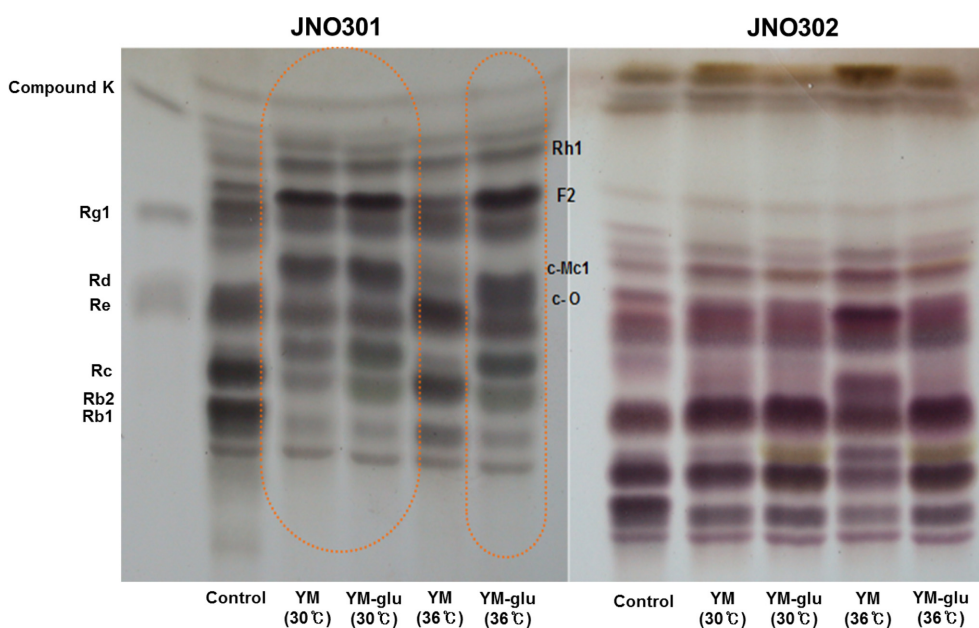 JNO301
JNO302
Compound K
Rh1
F2
Rg1
c-Mc1
Rd
c-O
Re
Rc
Rb2
Rb1
Control
YM
(30℃)
YM-glu
(30℃)
YM
(36℃)
YM-glu
(36℃)
Control
YM
(30℃)
YM-glu
(30℃)
YM
(36℃)
YM-glu
(36℃)